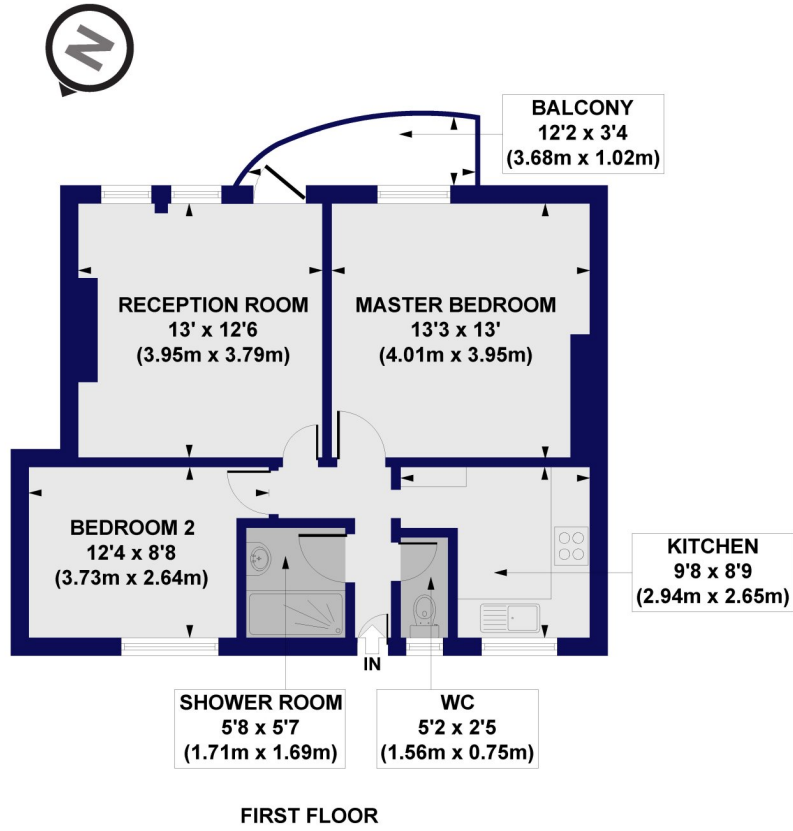 N
BALCONY
12'2 x 3'4
(3.68m x 1.02m)
RECEPTION ROOM
13' x 12'6
(3.95m x 3.79m)
MASTER BEDROOM
13'3 x 13'
(4.01m x 3.95m)
BEDROOM 2
12'4 x 8'8
(3.73m x 2.64m)
KITCHEN
9'8 x 8'9
(2.94m x 2.65m)
IN
SHOWER ROOM
5'8 x 5'7
(1.71m x 1.69m)
WC
5'2 x 2'5
(1.56m x 0.75m)
FIRST FLOOR